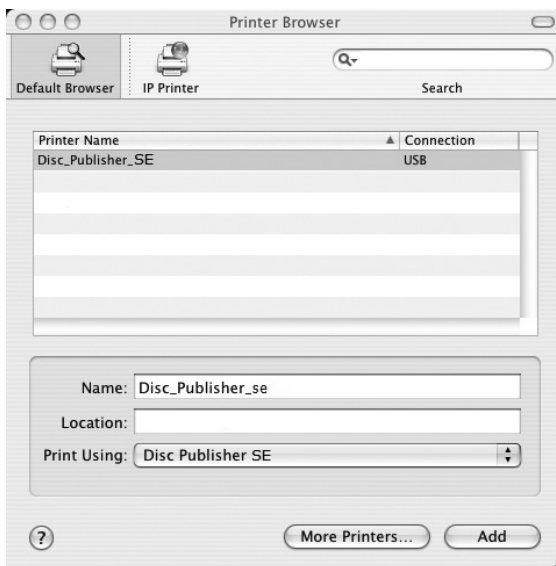 Printer Browser
Default Browser
IP Printer
Search
Printer Name Connection
Disc_Publisher_SE USB
Name: Disc_Publisher_se
Location:
Print Using: Disc Publisher SE
? More Printers... Add